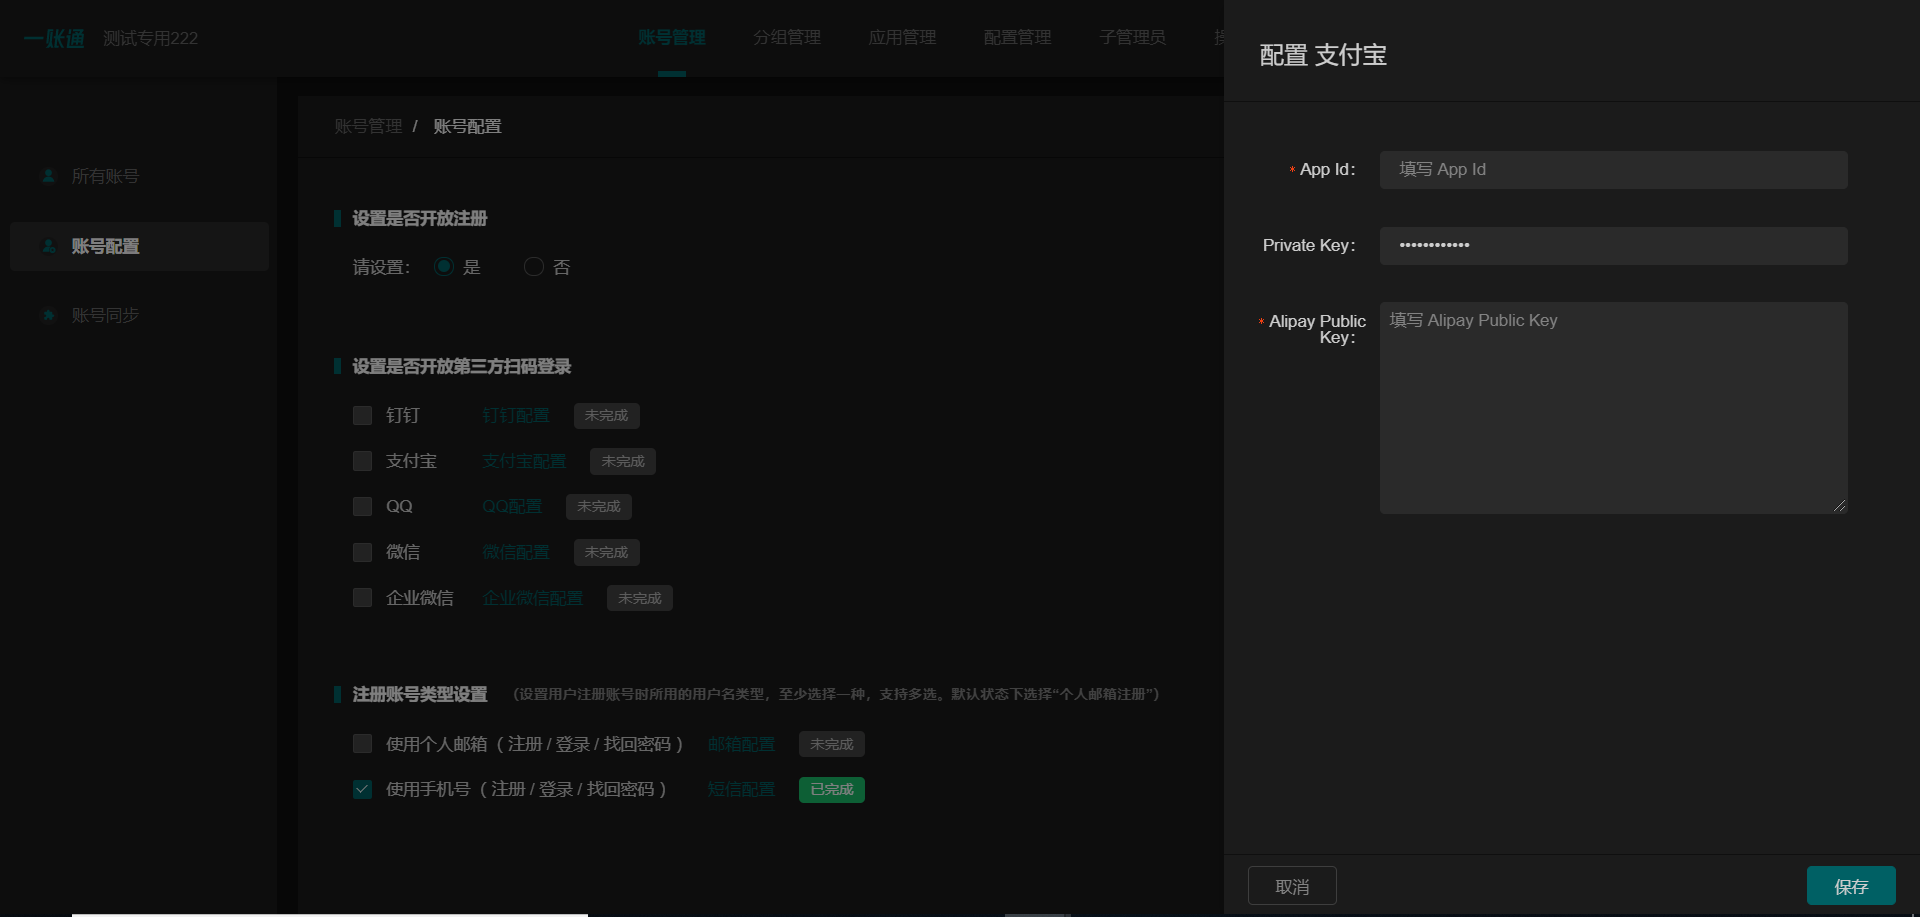 一账通 测试专用222
账号管理 分组管理 应用管理 配置管理 子管理员
所有账号
账号配置
账号同步
账号管理 / 账号配置
设置是否开放注册
请设置： 是 否
设置是否开放第三方扫码登录
钉钉 钉钉配置 未完成
支付宝 支付宝配置 未完成
QQ QQ配置 未完成
微信 微信配置 未完成
企业微信 企业微信配置 未完成
注册账号类型设置 （设置用户注册账号时所用的用户名类型，至少选择一种，支持多选。默认状态下选择“个人邮箱注册”）
使用个人邮箱（ 注册 / 登录 / 找回密码 ） 邮箱配置 未完成
使用手机号（ 注册 / 登录 / 找回密码 ） 短信配置 已完成
配置 支付宝
* App Id： 填写 App Id
Private Key： ••••••••••••
* Alipay Public Key： 填写 Alipay Public Key
取消 保存